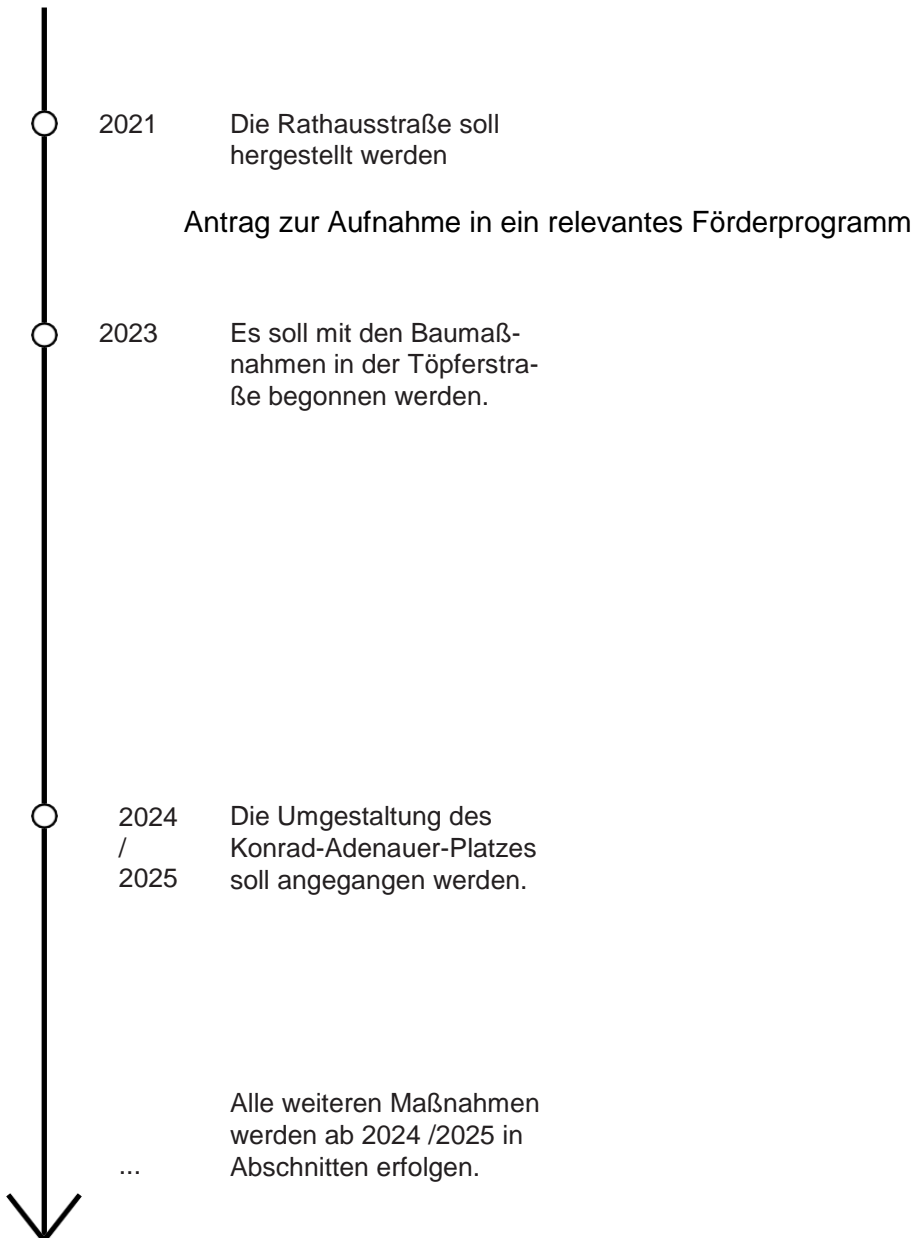 2021 Die Rathausstraße soll
hergestellt werden
Antrag zur Aufnahme in ein relevantes Förderprogramm
2023 Es soll mit den Baumaß-
nahmen in der Töpferstra-
ße begonnen werden.
2024 Die Umgestaltung des
/ Konrad-Adenauer-Platzes
2025 soll angegangen werden.
Alle weiteren Maßnahmen
werden ab 2024 /2025 in
... Abschnitten erfolgen.